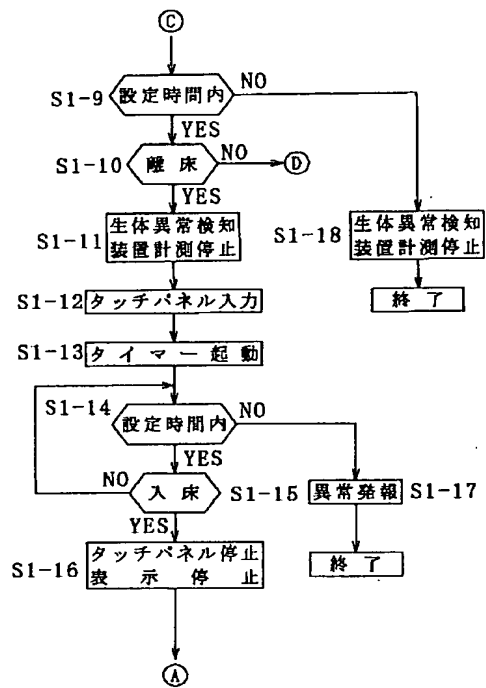 C
S1-9
設定時間内
NO
YES
S1-10
離床
NO
D
YES
S1-11
生体異常検知
装置計測停止
S1-18
生体異常検知
装置計測停止
終了
S1-12
タッチパネル入力
S1-13
タイマー起動
S1-14
設定時間内
NO
YES
NO
入床
S1-15
異常発報
S1-17
YES
終了
S1-16
タッチパネル停止
表示停止
A